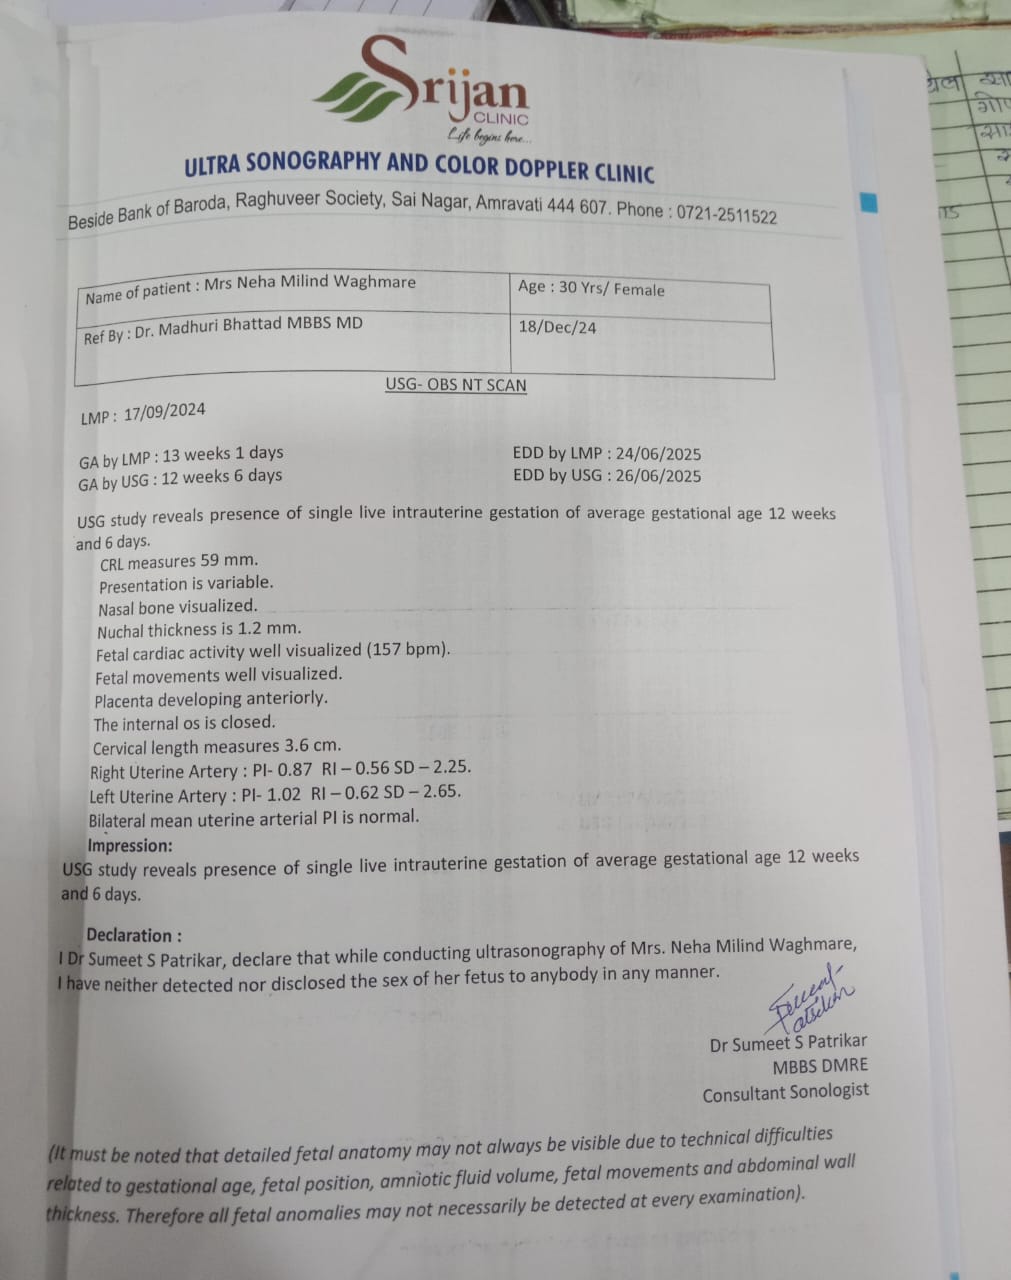 Srijan
CLINIC
Life begins here...
ULTRA SONOGRAPHY AND COLOR DOPPLER CLINIC
Beside Bank of Baroda, Raghuveer Society, Sai Nagar, Amravati 444 607. Phone : 0721-2511522
Name of patient : Mrs Neha Milind Waghmare
Age : 30 Yrs/ Female
Ref By : Dr. Madhuri Bhattad MBBS MD
18/Dec/24
USG- OBS NT SCAN
LMP : 17/09/2024
GA by LMP : 13 weeks 1 days
EDD by LMP : 24/06/2025
GA by USG : 12 weeks 6 days
EDD by USG : 26/06/2025
USG study reveals presence of single live intrauterine gestation of average gestational age 12 weeks
and 6 days.
CRL measures 59 mm.
Presentation is variable.
Nasal bone visualized.
Nuchal thickness is 1.2 mm.
Fetal cardiac activity well visualized (157 bpm).
Fetal movements well visualized.
Placenta developing anteriorly.
The internal os is closed.
Cervical length measures 3.6 cm.
Right Uterine Artery : PI- 0.87 RI – 0.56 SD – 2.25.
Left Uterine Artery : PI- 1.02 RI – 0.62 SD – 2.65.
Bilateral mean uterine arterial PI is normal.
Impression:
USG study reveals presence of single live intrauterine gestation of average gestational age 12 weeks
and 6 days.
Declaration :
I Dr Sumeet S Patrikar, declare that while conducting ultrasonography of Mrs. Neha Milind Waghmare,
I have neither detected nor disclosed the sex of her fetus to anybody in any manner.
Dr Sumeet S Patrikar
MBBS DMRE
Consultant Sonologist
(It must be noted that detailed fetal anatomy may not always be visible due to technical difficulties
related to gestational age, fetal position, amniotic fluid volume, fetal movements and abdominal wall
thickness. Therefore all fetal anomalies may not necessarily be detected at every examination).